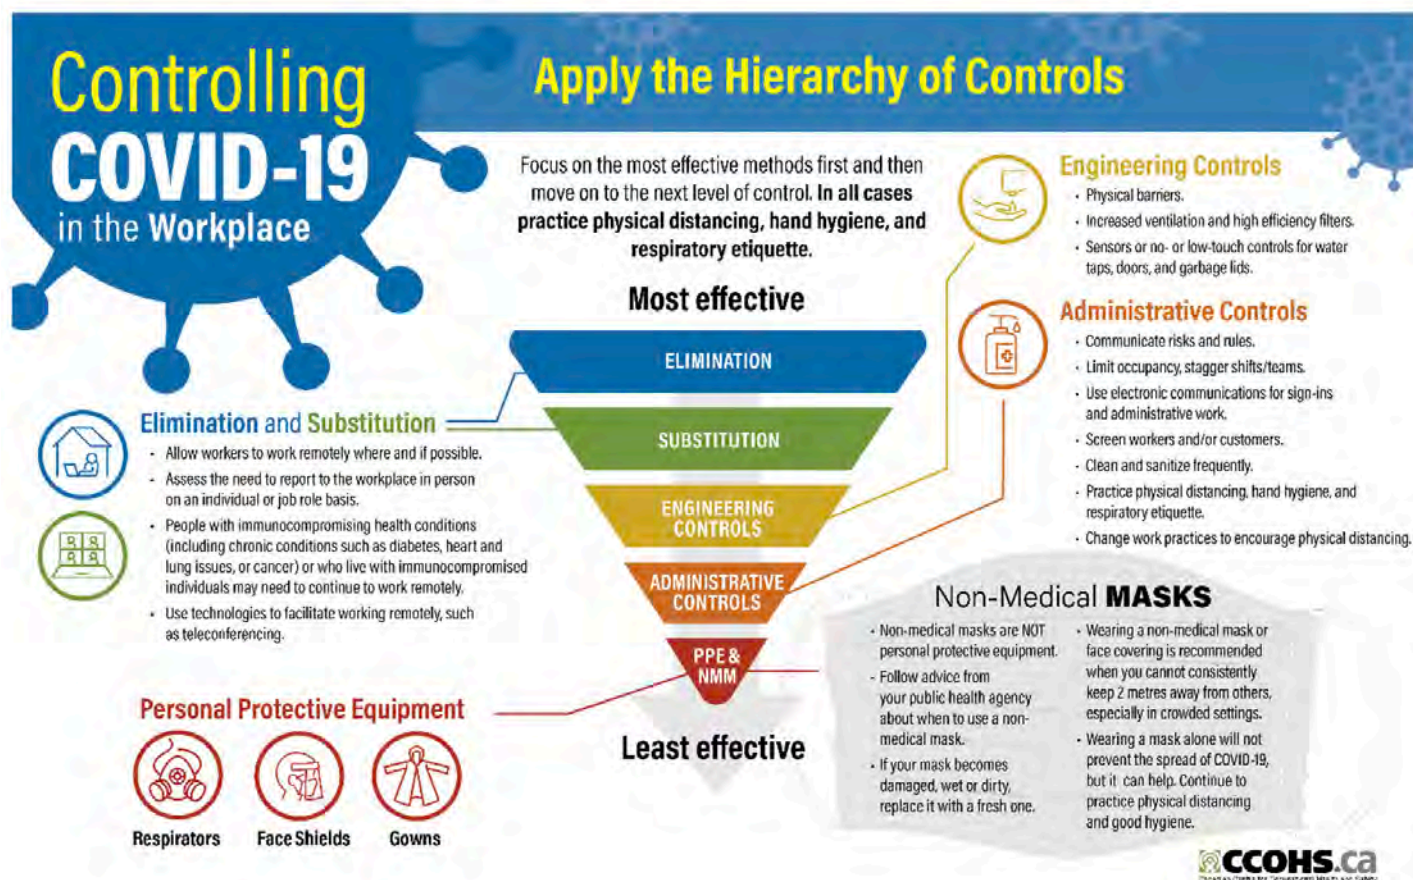 Controlling
COVID-19
in the Workplace
Apply the Hierarchy of Controls
Focus on the most effective methods first and then
move on to the next level of control. In all cases
practice physical distancing, hand hygiene, and
respiratory etiquette.
Most effective
ELIMINATION
SUBSTITUTION
ENGINEERING
CONTROLS
ADMINISTRATIVE
CONTROLS
PPE &
NMM
Least effective
Elimination and Substitution
- Allow workers to work remotely where and if possible.
- Assess the need to report to the workplace in person
on an individual or job role basis.
- People with immunocompromising health conditions
(including chronic conditions such as diabetes, heart and
lung issues, or cancer) or who live with immunocompromised
individuals may need to continue to work remotely.
- Use technologies to facilitate working remotely, such
as teleconferencing.
Personal Protective Equipment
Respirators
Face Shields
Gowns
Engineering Controls
- Physical barriers.
- Increased ventilation and high efficiency filters.
- Sensors or no- or low-touch controls for water
taps, doors, and garbage lids.
Administrative Controls
- Communicate risks and rules.
- Limit occupancy, stagger shifts/teams.
- Use electronic communications for sign-ins
and administrative work.
- Screen workers and/or customers.
- Clean and sanitize frequently.
- Practice physical distancing, hand hygiene, and
respiratory etiquette.
- Change work practices to encourage physical distancing.
Non-Medical MASKS
- Non-medical masks are NOT
personal protective equipment.
- Follow advice from
your public health agency
about when to use a non-
medical mask.
- If your mask becomes
damaged, wet or dirty,
replace it with a fresh one.
- Wearing a non-medical mask or
face covering is recommended
when you cannot consistently
keep 2 metres away from others,
especially in crowded settings.
- Wearing a mask alone will not
prevent the spread of COVID-19,
but it can help. Continue to
practice physical distancing
and good hygiene.
CCOHS.ca
Canadian Centre for Occupational Health and Safety